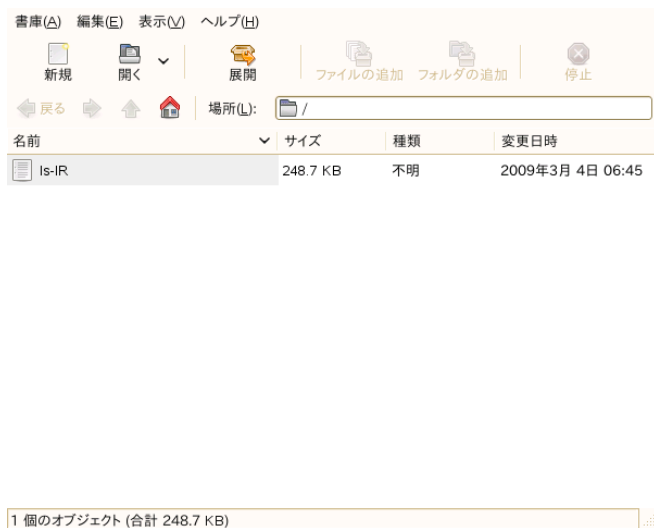 書庫(A) 編集(E) 表示(V) ヘルプ(H)
新規 開く 展開 ファイルの追加 フォルダの追加 停止
戻る 場所(L): /
名前 サイズ 種類 変更日時
ls-lR 248.7 KB 不明 2009年3月 4日 06:45
1 個のオブジェクト (合計 248.7 KB)